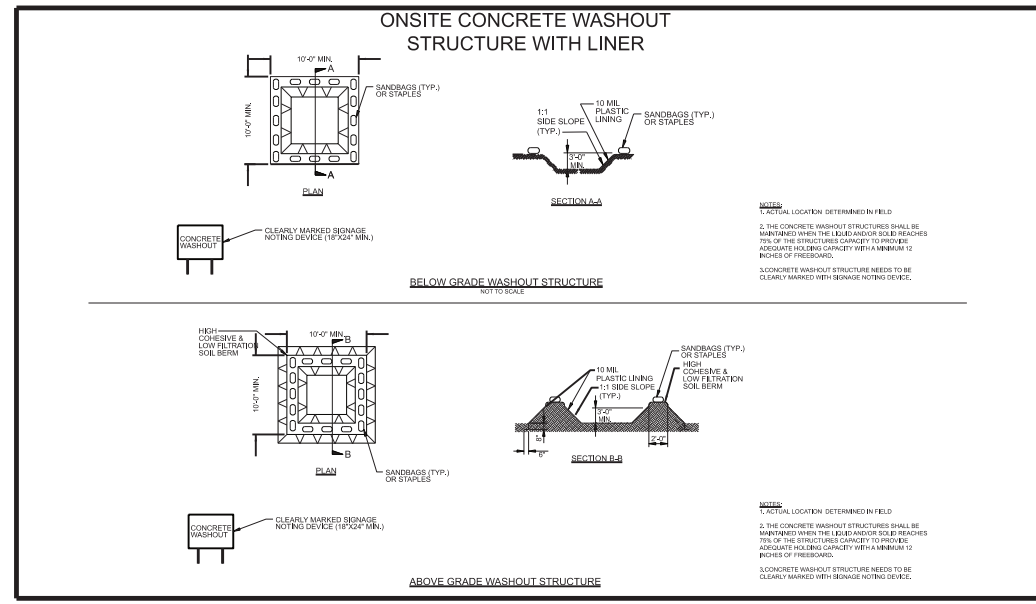 ONSITE CONCRETE WASHOUT
STRUCTURE WITH LINER
10'-0" MIN.
A
SANDBAGS (TYP.)
OR STAPLES
10'-0" MIN.
A
PLAN
1:1
SIDE SLOPE
(TYP.)
10 MIL
PLASTIC
LINING
SANDBAGS (TYP.)
OR STAPLES
3'-0"
MIN.
SECTION A-A
CONCRETE
WASHOUT
CLEARLY MARKED SIGNAGE
NOTING DEVICE (18"X24" MIN.)
NOTES:
1. ACTUAL LOCATION DETERMINED IN FIELD
2. THE CONCRETE WASHOUT STRUCTURES SHALL BE
MAINTAINED WHEN THE LIQUID AND/OR SOLID REACHES
75% OF THE STRUCTURES CAPACITY TO PROVIDE
ADEQUATE HOLDING CAPACITY WITH A MINIMUM 12
INCHES OF FREEBOARD.
3.CONCRETE WASHOUT STRUCTURE NEEDS TO BE
CLEARLY MARKED WITH SIGNAGE NOTING DEVICE.
BELOW GRADE WASHOUT STRUCTURE
NOT TO SCALE
HIGH
COHESIVE &
LOW FILTRATION
SOIL BERM
10'-0" MIN.
B
10'-0" MIN.
B
PLAN
SANDBAGS (TYP.)
OR STAPLES
10 MIL
PLASTIC LINING
1:1 SIDE SLOPE
(TYP.)
SANDBAGS (TYP.)
OR STAPLES
HIGH
COHESIVE &
LOW FILTRATION
SOIL BERM
3'-0"
MIN.
8"
6"
2'-0"
SECTION B-B
CONCRETE
WASHOUT
CLEARLY MARKED SIGNAGE
NOTING DEVICE (18"X24" MIN.)
NOTES:
1. ACTUAL LOCATION DETERMINED IN FIELD
2. THE CONCRETE WASHOUT STRUCTURES SHALL BE
MAINTAINED WHEN THE LIQUID AND/OR SOLID REACHES
75% OF THE STRUCTURES CAPACITY TO PROVIDE
ADEQUATE HOLDING CAPACITY WITH A MINIMUM 12
INCHES OF FREEBOARD.
3.CONCRETE WASHOUT STRUCTURE NEEDS TO BE
CLEARLY MARKED WITH SIGNAGE NOTING DEVICE.
ABOVE GRADE WASHOUT STRUCTURE